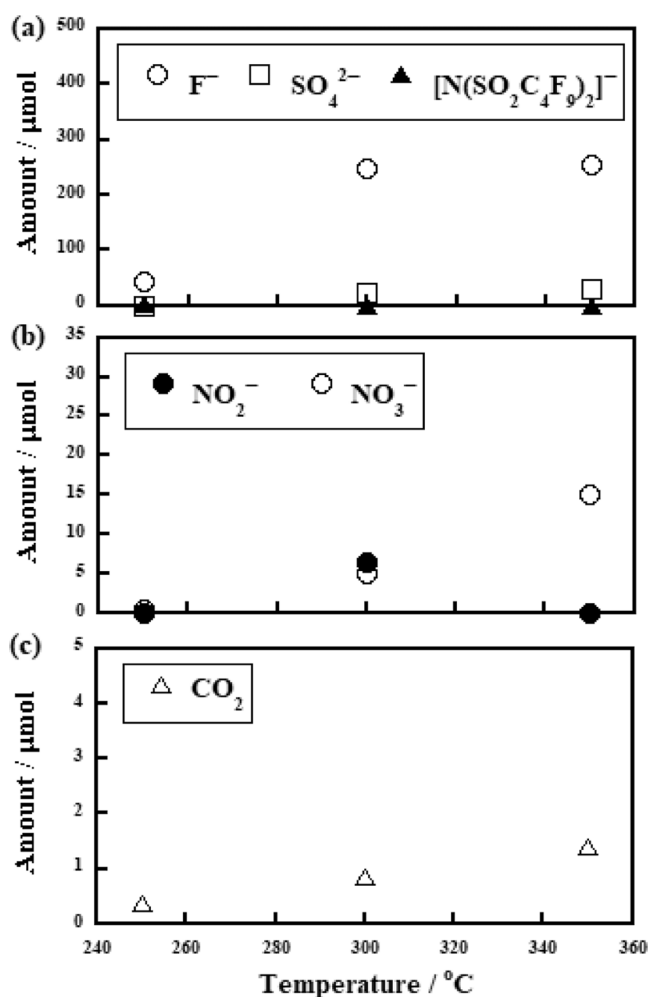 (a)
500
400
300
200
100
0
Amount / μmol
F⁻ SO₄²⁻ [N(SO₂C₄F₉)₂]⁻
(b)
35
30
25
20
15
10
5
0
Amount / μmol
NO₂⁻ NO₃⁻
(c)
5
4
3
2
1
0
Amount / μmol
CO₂
240 260 280 300 320 340 360
Temperature / °C